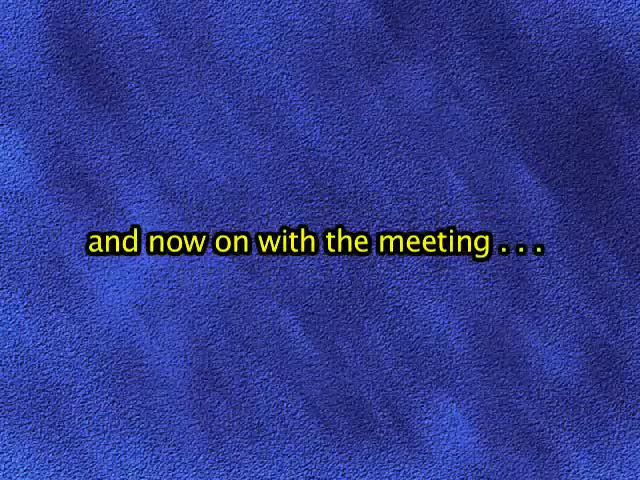 and now on with the meeting . . .